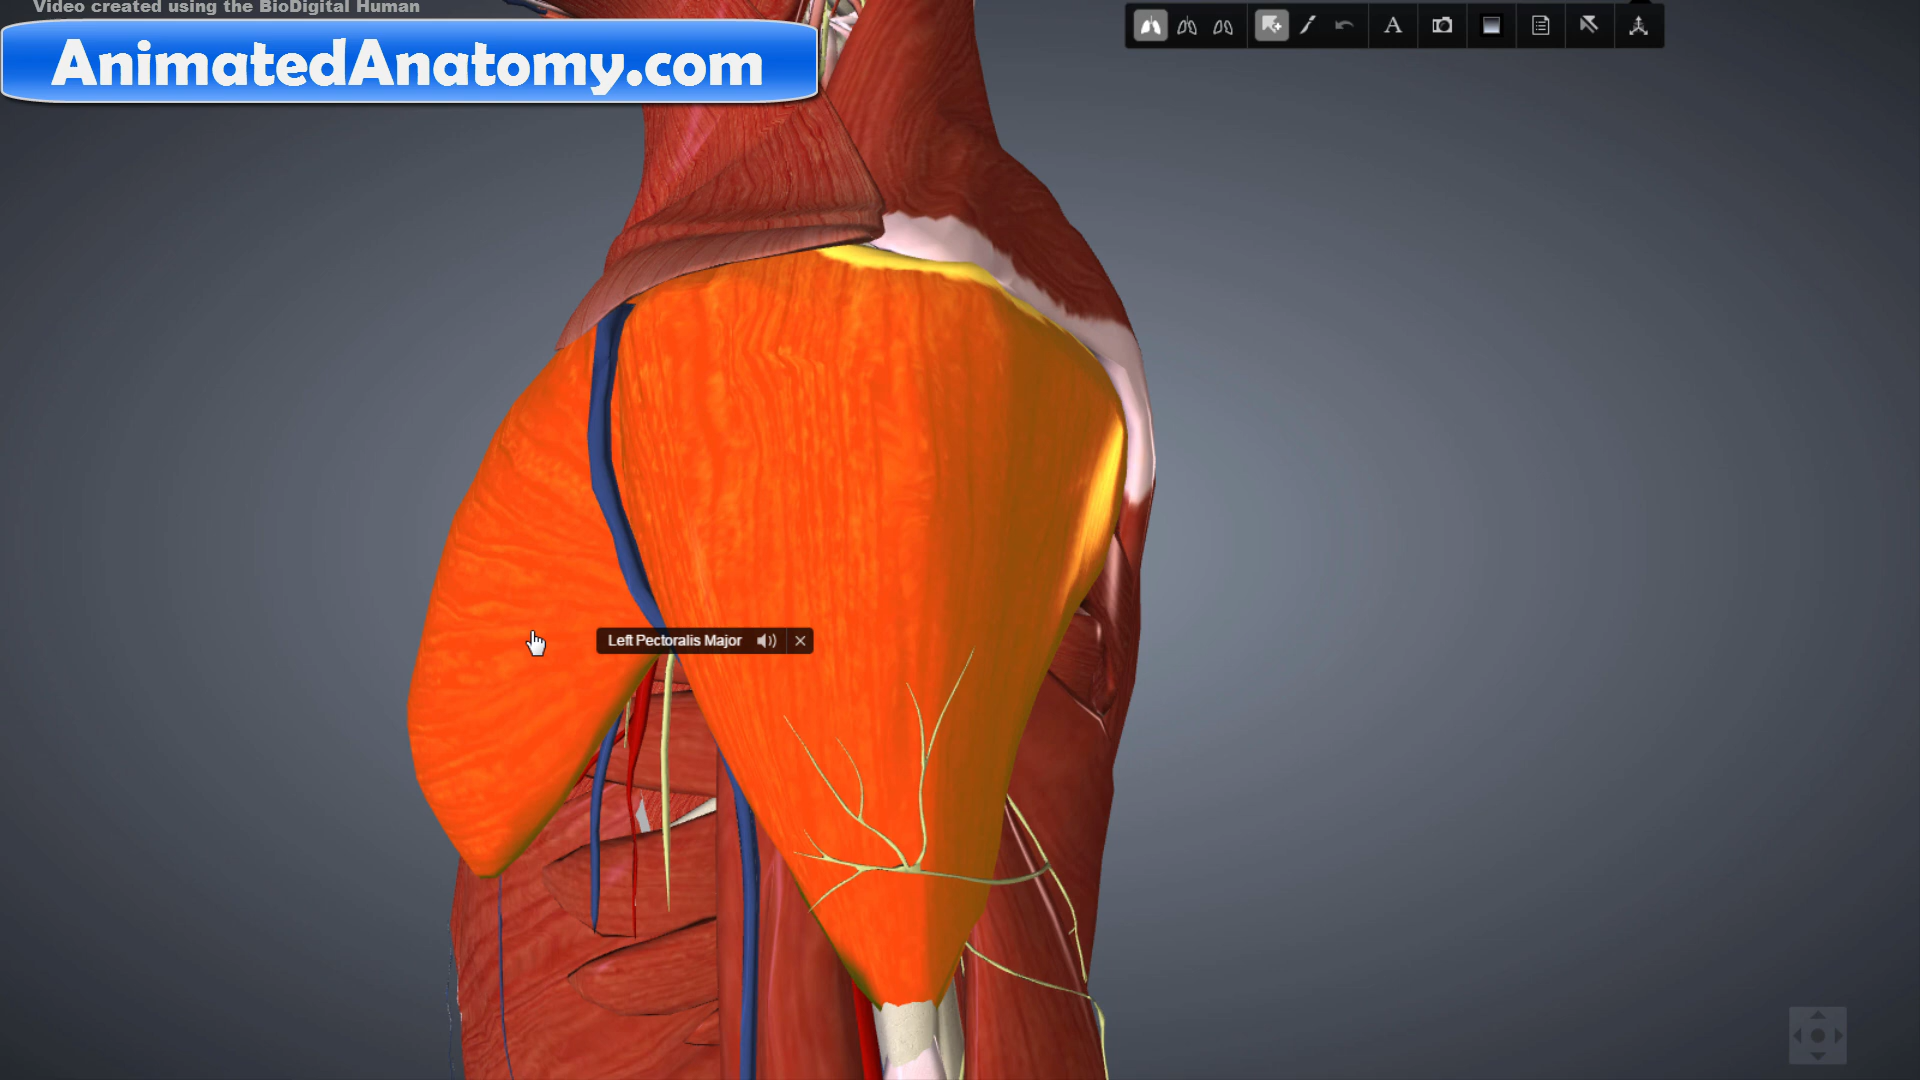 Video created using the BioDigital Human
AnimatedAnatomy.com
A
Left Pectoralis Major